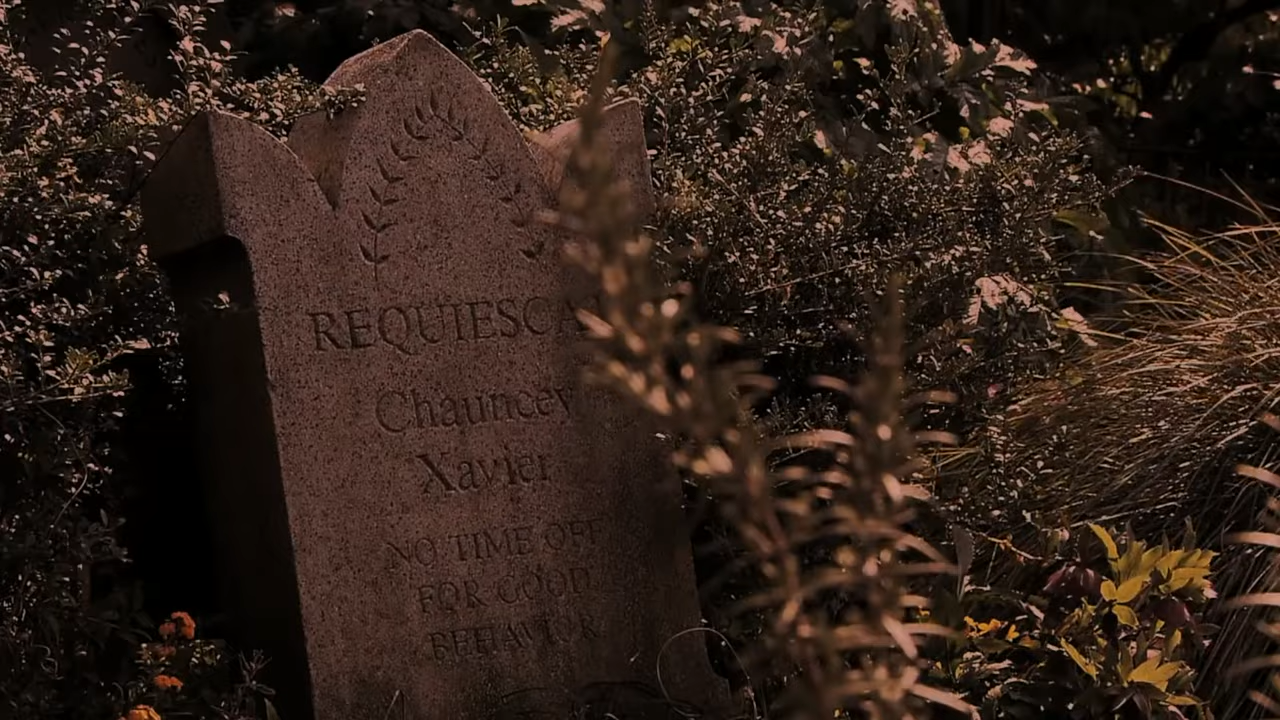 REQUIESCA
Chauncey
Xavier
NO TIME OFF
FOR GOOD
BEHAVIOR